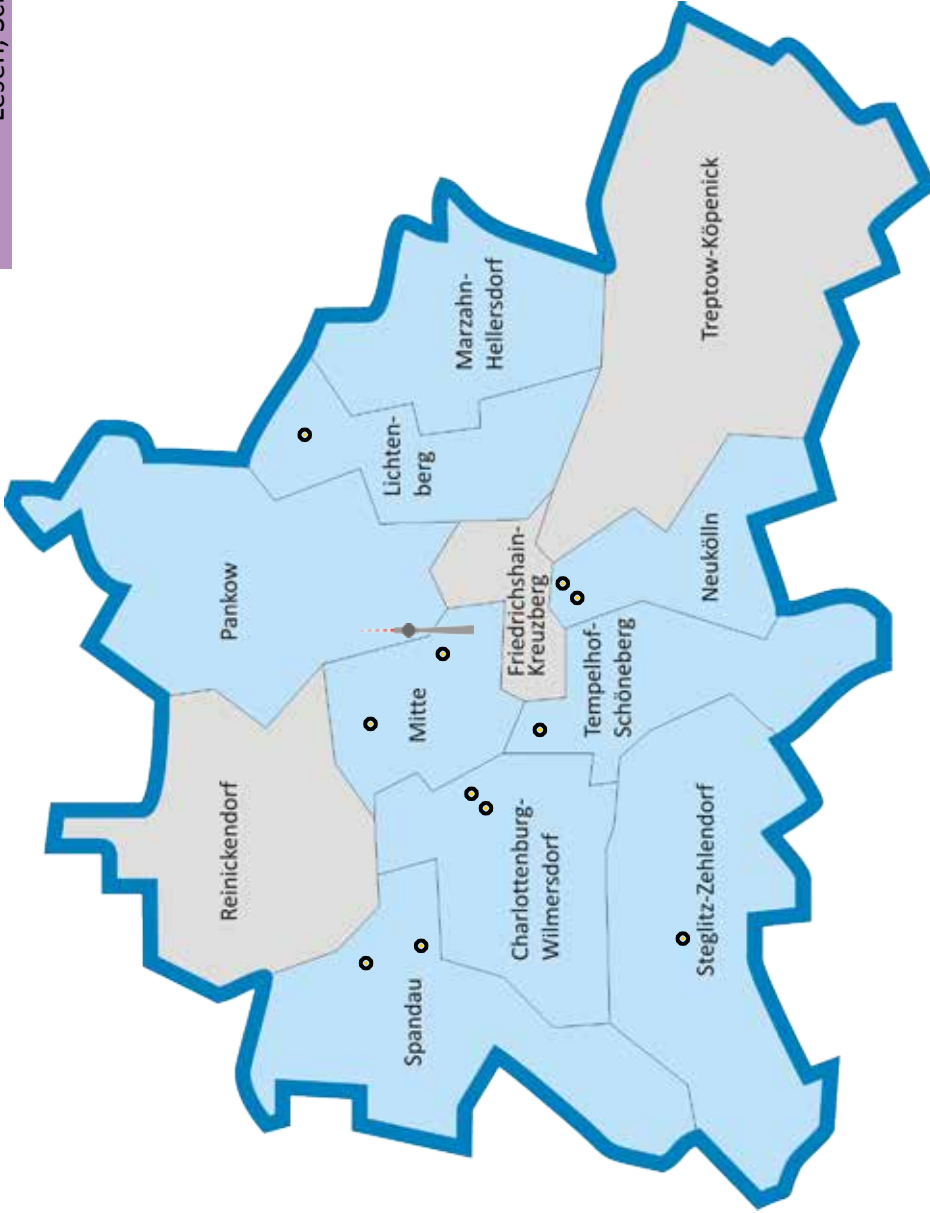 Reinickendorf
Pankow
Spandau
Mitte
Lichten-
berg
Marzahn-
Hellersdorf
Charlottenburg-
Wilmersdorf
Friedrichshain-
Kreuzberg
Tempelhof-
Schöneberg
Steglitz-Zehlendorf
Neukölln
Treptow-Köpenick